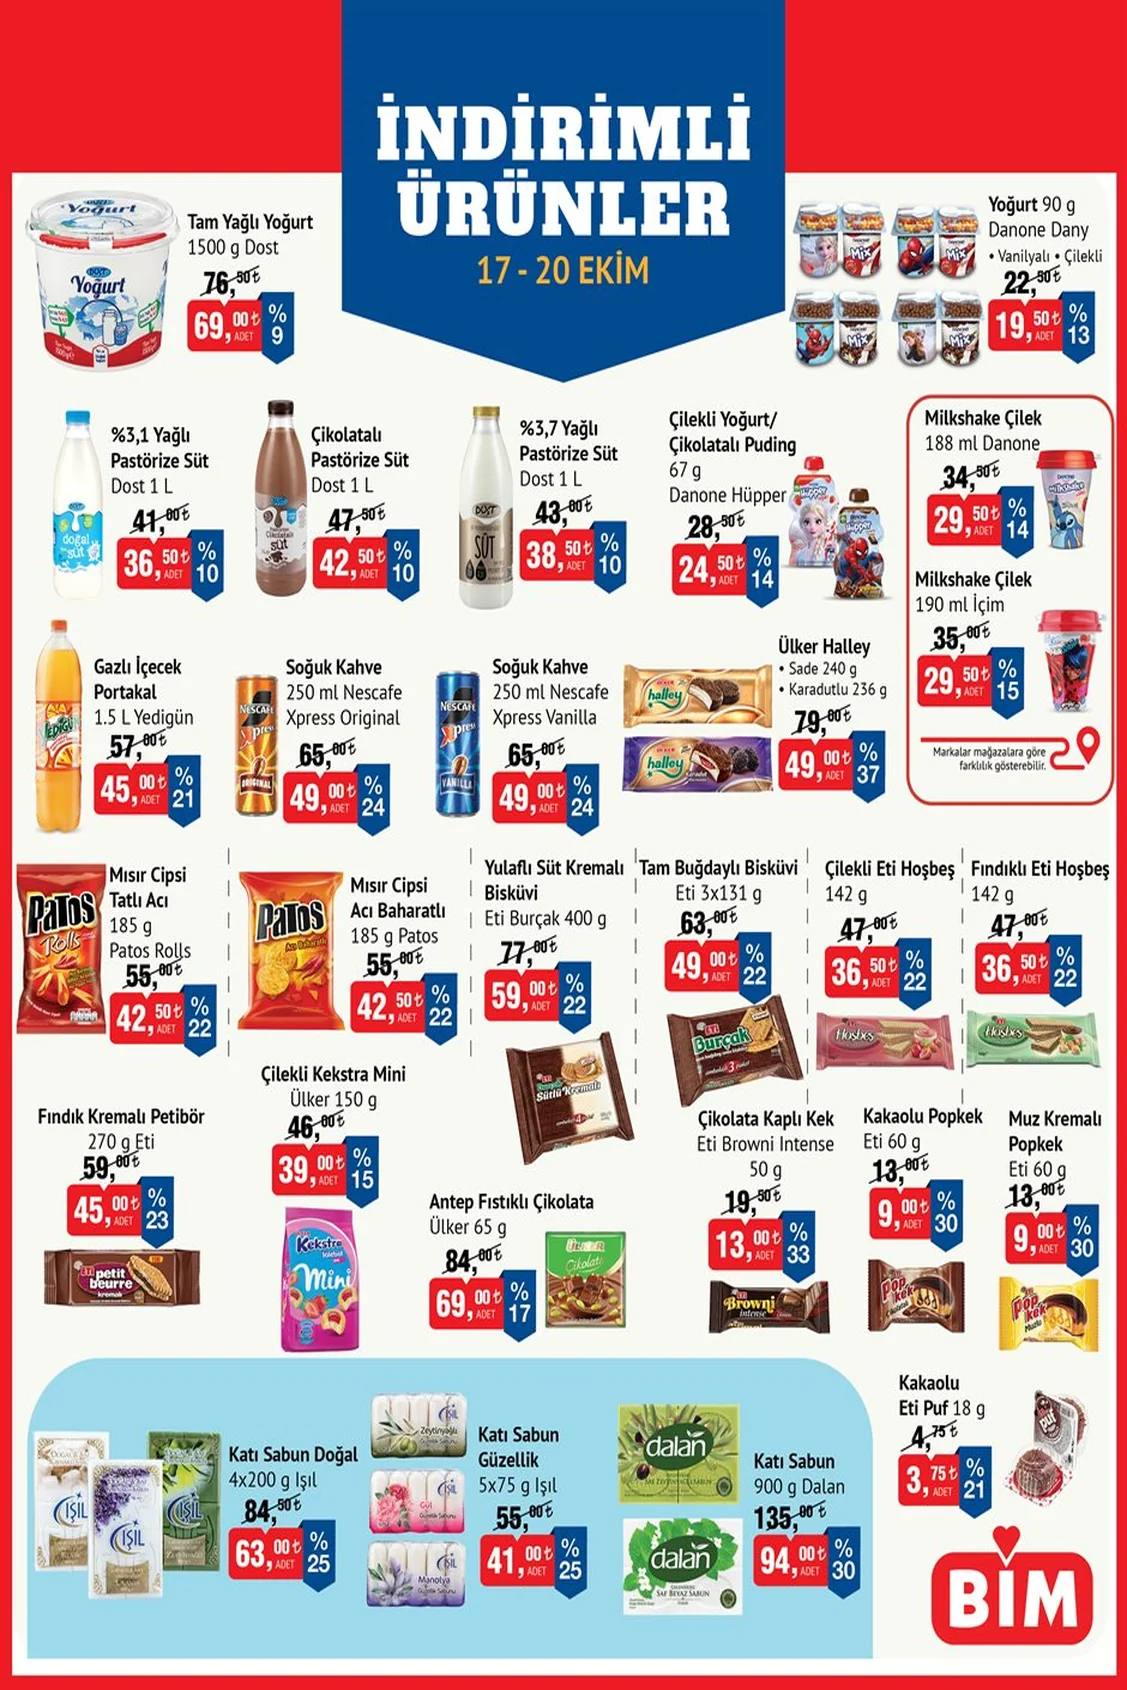 İNDİRİMLİ
ÜRÜNLER
17 - 20 EKİM
Tam Yağlı Yoğurt
1500 g Dost
76,50₺
69,00₺
ADET
% 9
Yoğurt 90 g
Danone Dany
• Vanilyalı • Çilekli
22,50₺
19,50₺
ADET
% 13
%3,1 Yağlı
Pastörize Süt
Dost 1 L
41,00₺
36,50₺
ADET
% 10
Çikolatalı
Pastörize Süt
Dost 1 L
47,50₺
42,50₺
ADET
% 10
%3,7 Yağlı
Pastörize Süt
Dost 1 L
43,00₺
38,50₺
ADET
% 10
Çilekli Yoğurt/
Çikolatalı Puding
67 g
Danone Hüpper
28,50₺
24,50₺
ADET
% 14
Milkshake Çilek
188 ml Danone
34,50₺
29,50₺
ADET
% 14
Milkshake Çilek
190 ml İçim
35,00₺
29,50₺
ADET
% 15
Markalar mağazalara göre
farklılık gösterebilir.
Gazlı İçecek
Portakal
1.5 L Yedigün
57,00₺
45,00₺
ADET
% 21
Soğuk Kahve
250 ml Nescafe
Xpress Original
65,00₺
49,00₺
ADET
% 24
Soğuk Kahve
250 ml Nescafe
Xpress Vanilla
65,00₺
49,00₺
ADET
% 24
Ülker Halley
• Sade 240 g
• Karadutlu 236 g
79,00₺
49,00₺
ADET
% 37
Mısır Cipsi
Tatlı Acı
185 g
Patos Rolls
55,00₺
42,50₺
ADET
% 22
Mısır Cipsi
Acı Baharatlı
185 g Patos
55,00₺
42,50₺
ADET
% 22
Yulaflı Süt Kremalı
Bisküvi
Eti Burçak 400 g
77,00₺
59,00₺
ADET
% 22
Tam Buğdaylı Bisküvi
Eti 3x131 g
63,00₺
49,00₺
ADET
% 22
Çilekli Eti Hoşbeş
142 g
47,00₺
36,50₺
ADET
% 22
Fındıklı Eti Hoşbeş
142 g
47,00₺
36,50₺
ADET
% 22
Fındık Kremalı Petibör
270 g Eti
59,00₺
45,00₺
ADET
% 23
Çilekli Kekstra Mini
Ülker 150 g
46,00₺
39,00₺
ADET
% 15
Antep Fıstıklı Çikolata
Ülker 65 g
84,00₺
69,00₺
ADET
% 17
Çikolata Kaplı Kek
Eti Browni Intense
50 g
19,50₺
13,00₺
ADET
% 33
Kakaolu Popkek
Eti 60 g
13,00₺
9,00₺
ADET
% 30
Muz Kremalı
Popkek
Eti 60 g
13,00₺
9,00₺
ADET
% 30
Katı Sabun Doğal
4x200 g Işıl
84,50₺
63,00₺
ADET
% 25
Katı Sabun
Güzellik
5x75 g Işıl
55,00₺
41,00₺
ADET
% 25
Katı Sabun
900 g Dalan
135,00₺
94,00₺
ADET
% 30
Kakaolu
Eti Puf 18 g
4,75₺
3,75₺
ADET
% 21
BİM